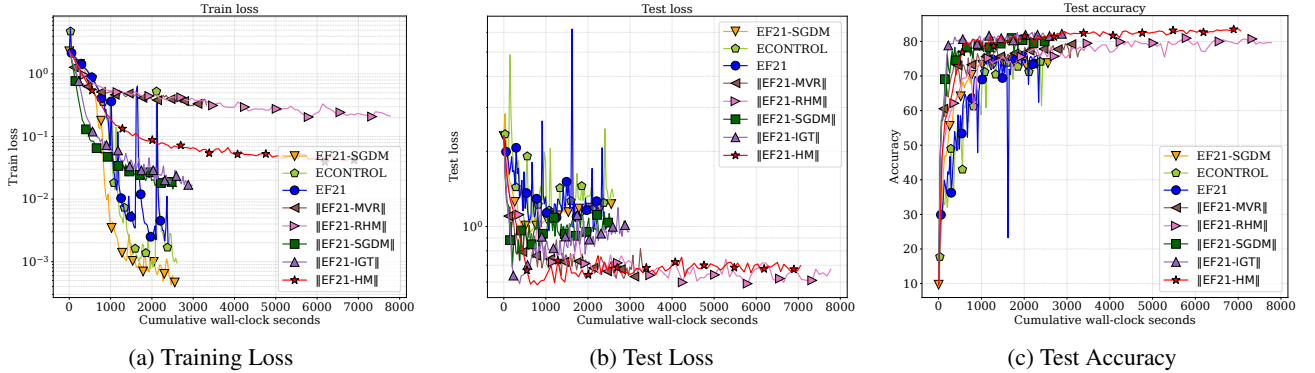 Train loss
Train loss
10⁰
10⁻¹
10⁻²
10⁻³
0 1000 2000 3000 4000 5000 6000 7000 8000
Cumulative wall-clock seconds
EF21-SGDM
ECONTROL
EF21
||EF21-MVR||
||EF21-RHM||
||EF21-SGDM||
||EF21-IGT||
||EF21-HM||
(a) Training Loss
Test loss
Test loss
10⁰
0 1000 2000 3000 4000 5000 6000 7000 8000
Cumulative wall-clock seconds
EF21-SGDM
ECONTROL
EF21
||EF21-MVR||
||EF21-RHM||
||EF21-SGDM||
||EF21-IGT||
||EF21-HM||
(b) Test Loss
Test accuracy
Accuracy
80
70
60
50
40
30
20
10
0 1000 2000 3000 4000 5000 6000 7000 8000
Cumulative wall-clock seconds
EF21-SGDM
ECONTROL
EF21
||EF21-MVR||
||EF21-RHM||
||EF21-SGDM||
||EF21-IGT||
||EF21-HM||
(c) Test Accuracy